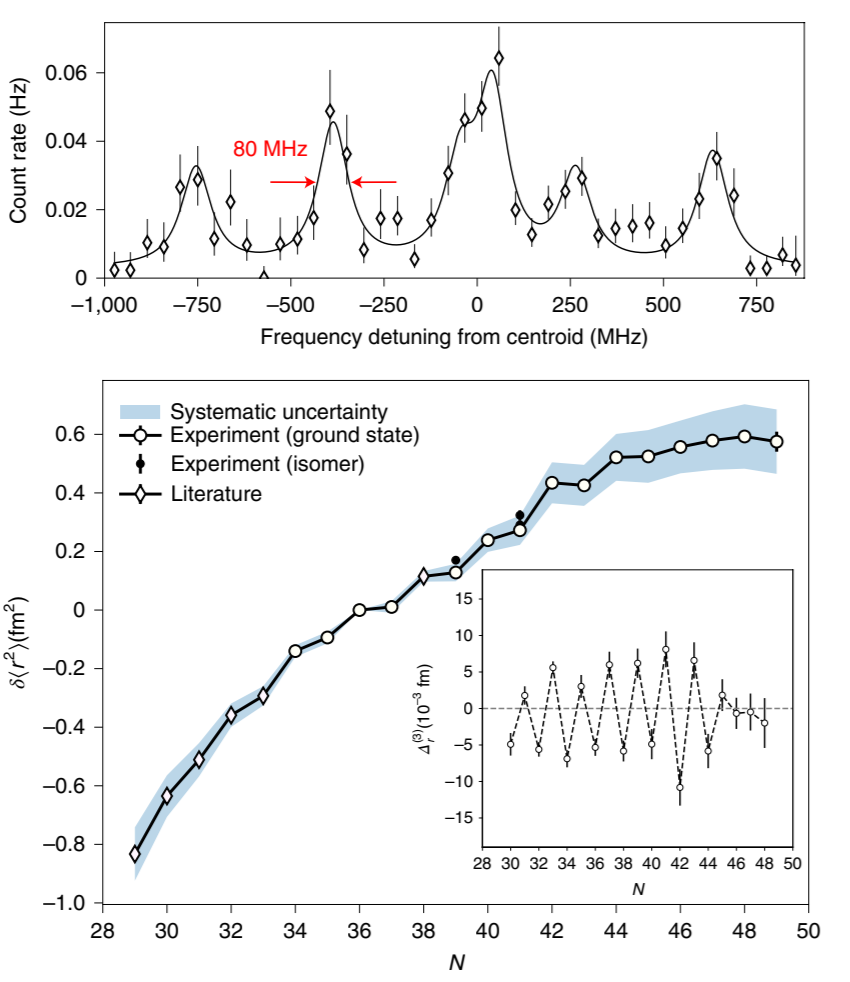 Count rate (Hz)
0.06
0.04
0.02
0
80 MHz
–1,000 –750 –500 –250 0 250 500 750
Frequency detuning from centroid (MHz)
δ⟨r²⟩(fm²)
0.6
0.4
0.2
0
–0.2
–0.4
–0.6
–0.8
–1.0
Systematic uncertainty
Experiment (ground state)
Experiment (isomer)
Literature
Δᵣ⁽³⁾(10⁻³ fm)
15
10
5
0
–5
–10
–15
28 30 32 34 36 38 40 42 44 46 48 50
N
28 30 32 34 36 38 40 42 44 46 48 50
N